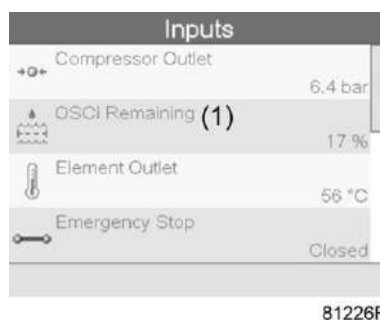 Inputs
Compressor Outlet
6.4 bar
OSCI Remaining (1)
17 %
Element Outlet
56 °C
Emergency Stop
Closed
81226F